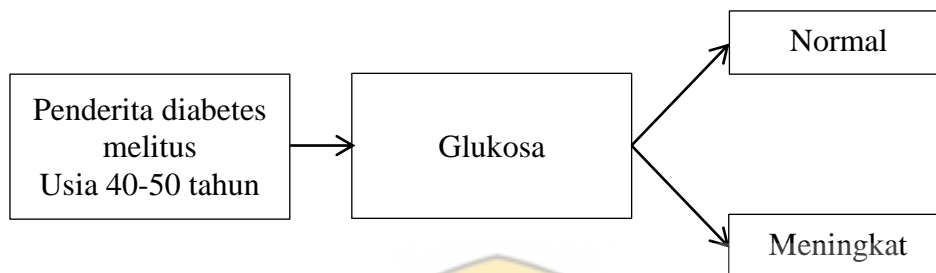 Penderita diabetes
melitus
Usia 40-50 tahun
Glukosa
Normal
Meningkat